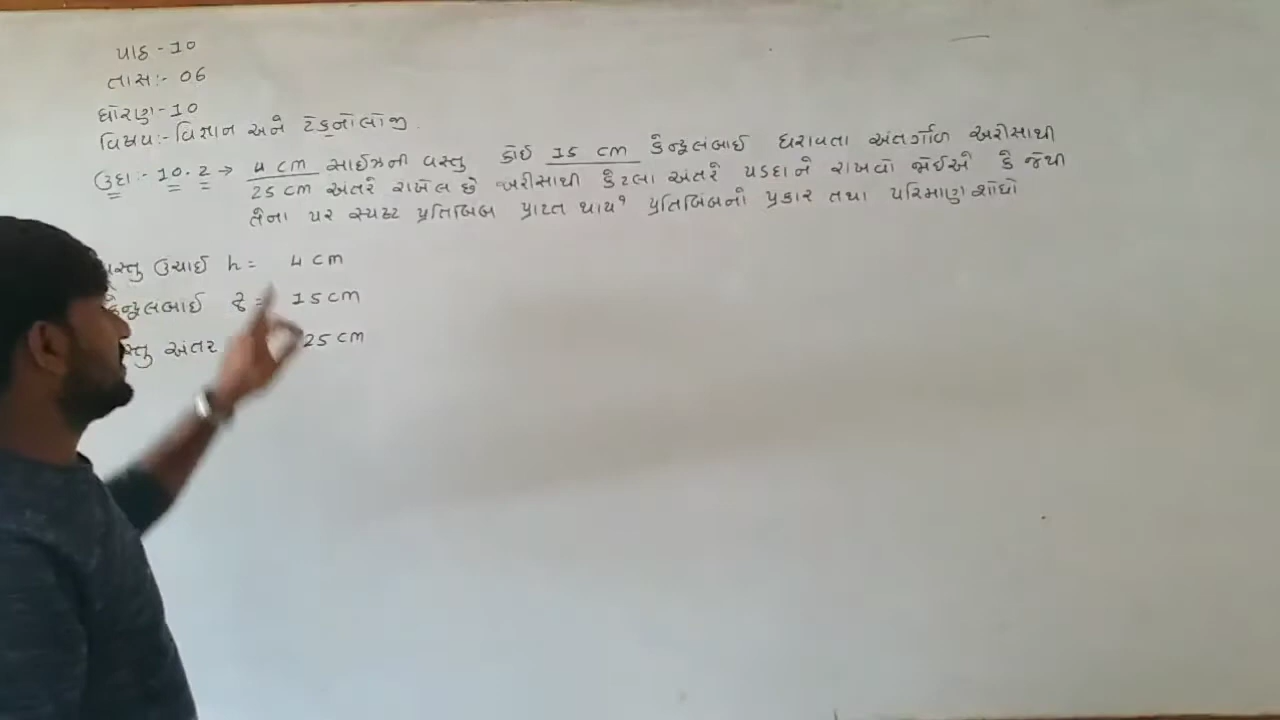 પાઠ - 10
તાસ :- 06
ધોરણ - 10
વિષય :- વિજ્ઞાન અને ટેકનોલોજી.
ઉદા :- 10.2 → 4 cm સાઈઝની વસ્તુ કોઈ 15 cm કેન્દ્રલંબાઈ ધરાવતા અંતર્ગોળ અરીસાથી
25 cm અંતરે રાખેલ છે અરીસાથી કેટલા અંતરે પડદાને રાખવો જોઈએ કે જેથી
તેના પર સ્પષ્ટ પ્રતિબિંબ પ્રાપ્ત થાય? પ્રતિબિંબનો પ્રકાર તથા પરિમાણ શોધો
ઉચાઈ h = 4 cm
15 cm
અંતર 25 cm